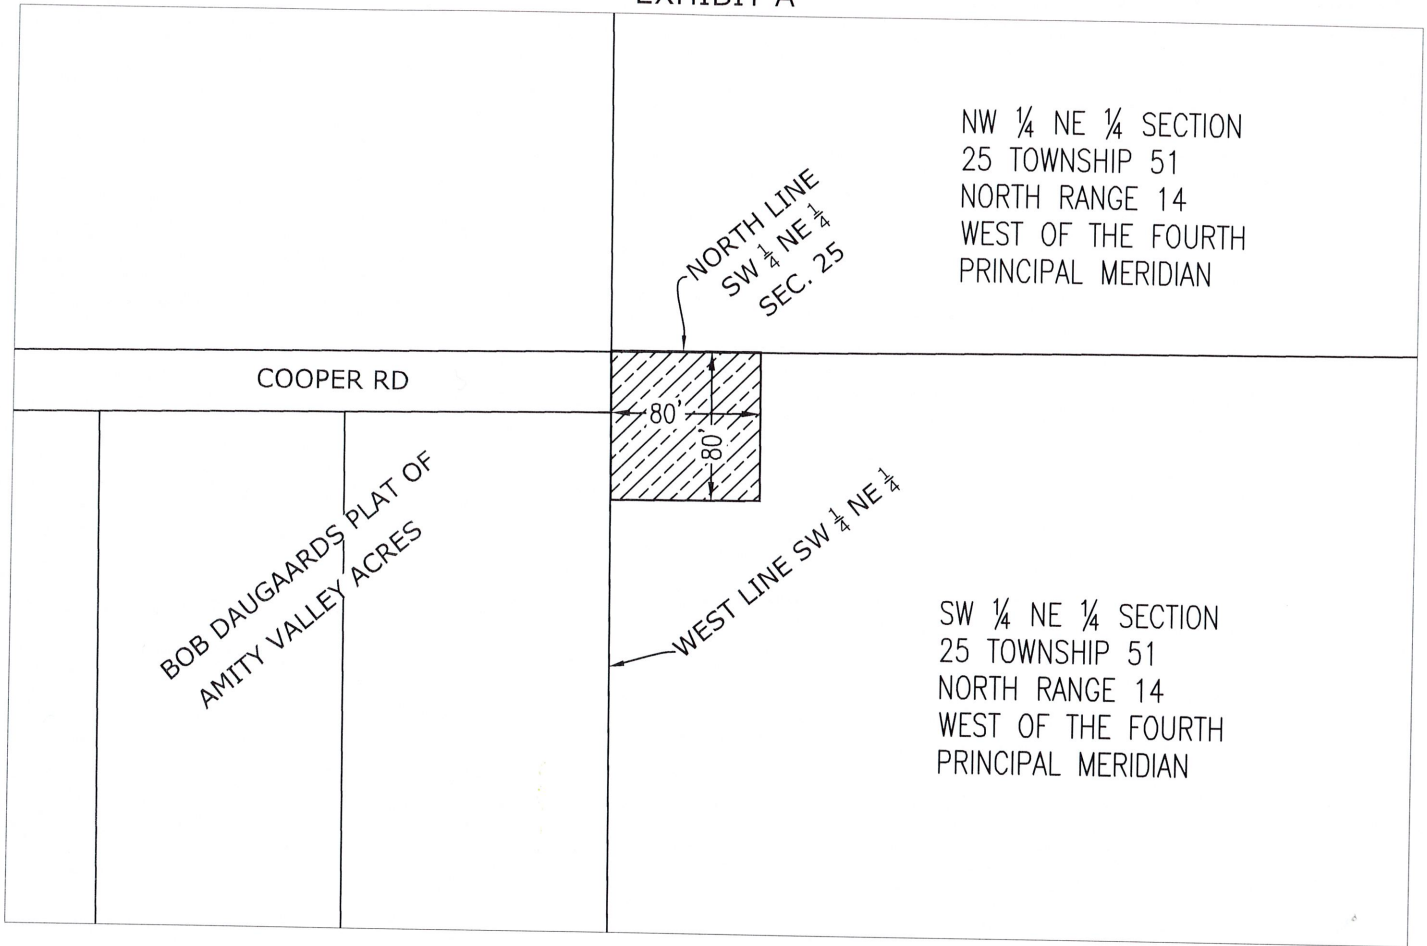 EXHIBIT A
NW ¼ NE ¼ SECTION
25 TOWNSHIP 51
NORTH RANGE 14
WEST OF THE FOURTH
PRINCIPAL MERIDIAN
NORTH LINE
SW ¼ NE ¼
SEC. 25
COOPER RD
80'
80'
BOB DAUGAARDS PLAT OF
AMITY VALLEY ACRES
WEST LINE SW ¼ NE ¼
SW ¼ NE ¼ SECTION
25 TOWNSHIP 51
NORTH RANGE 14
WEST OF THE FOURTH
PRINCIPAL MERIDIAN